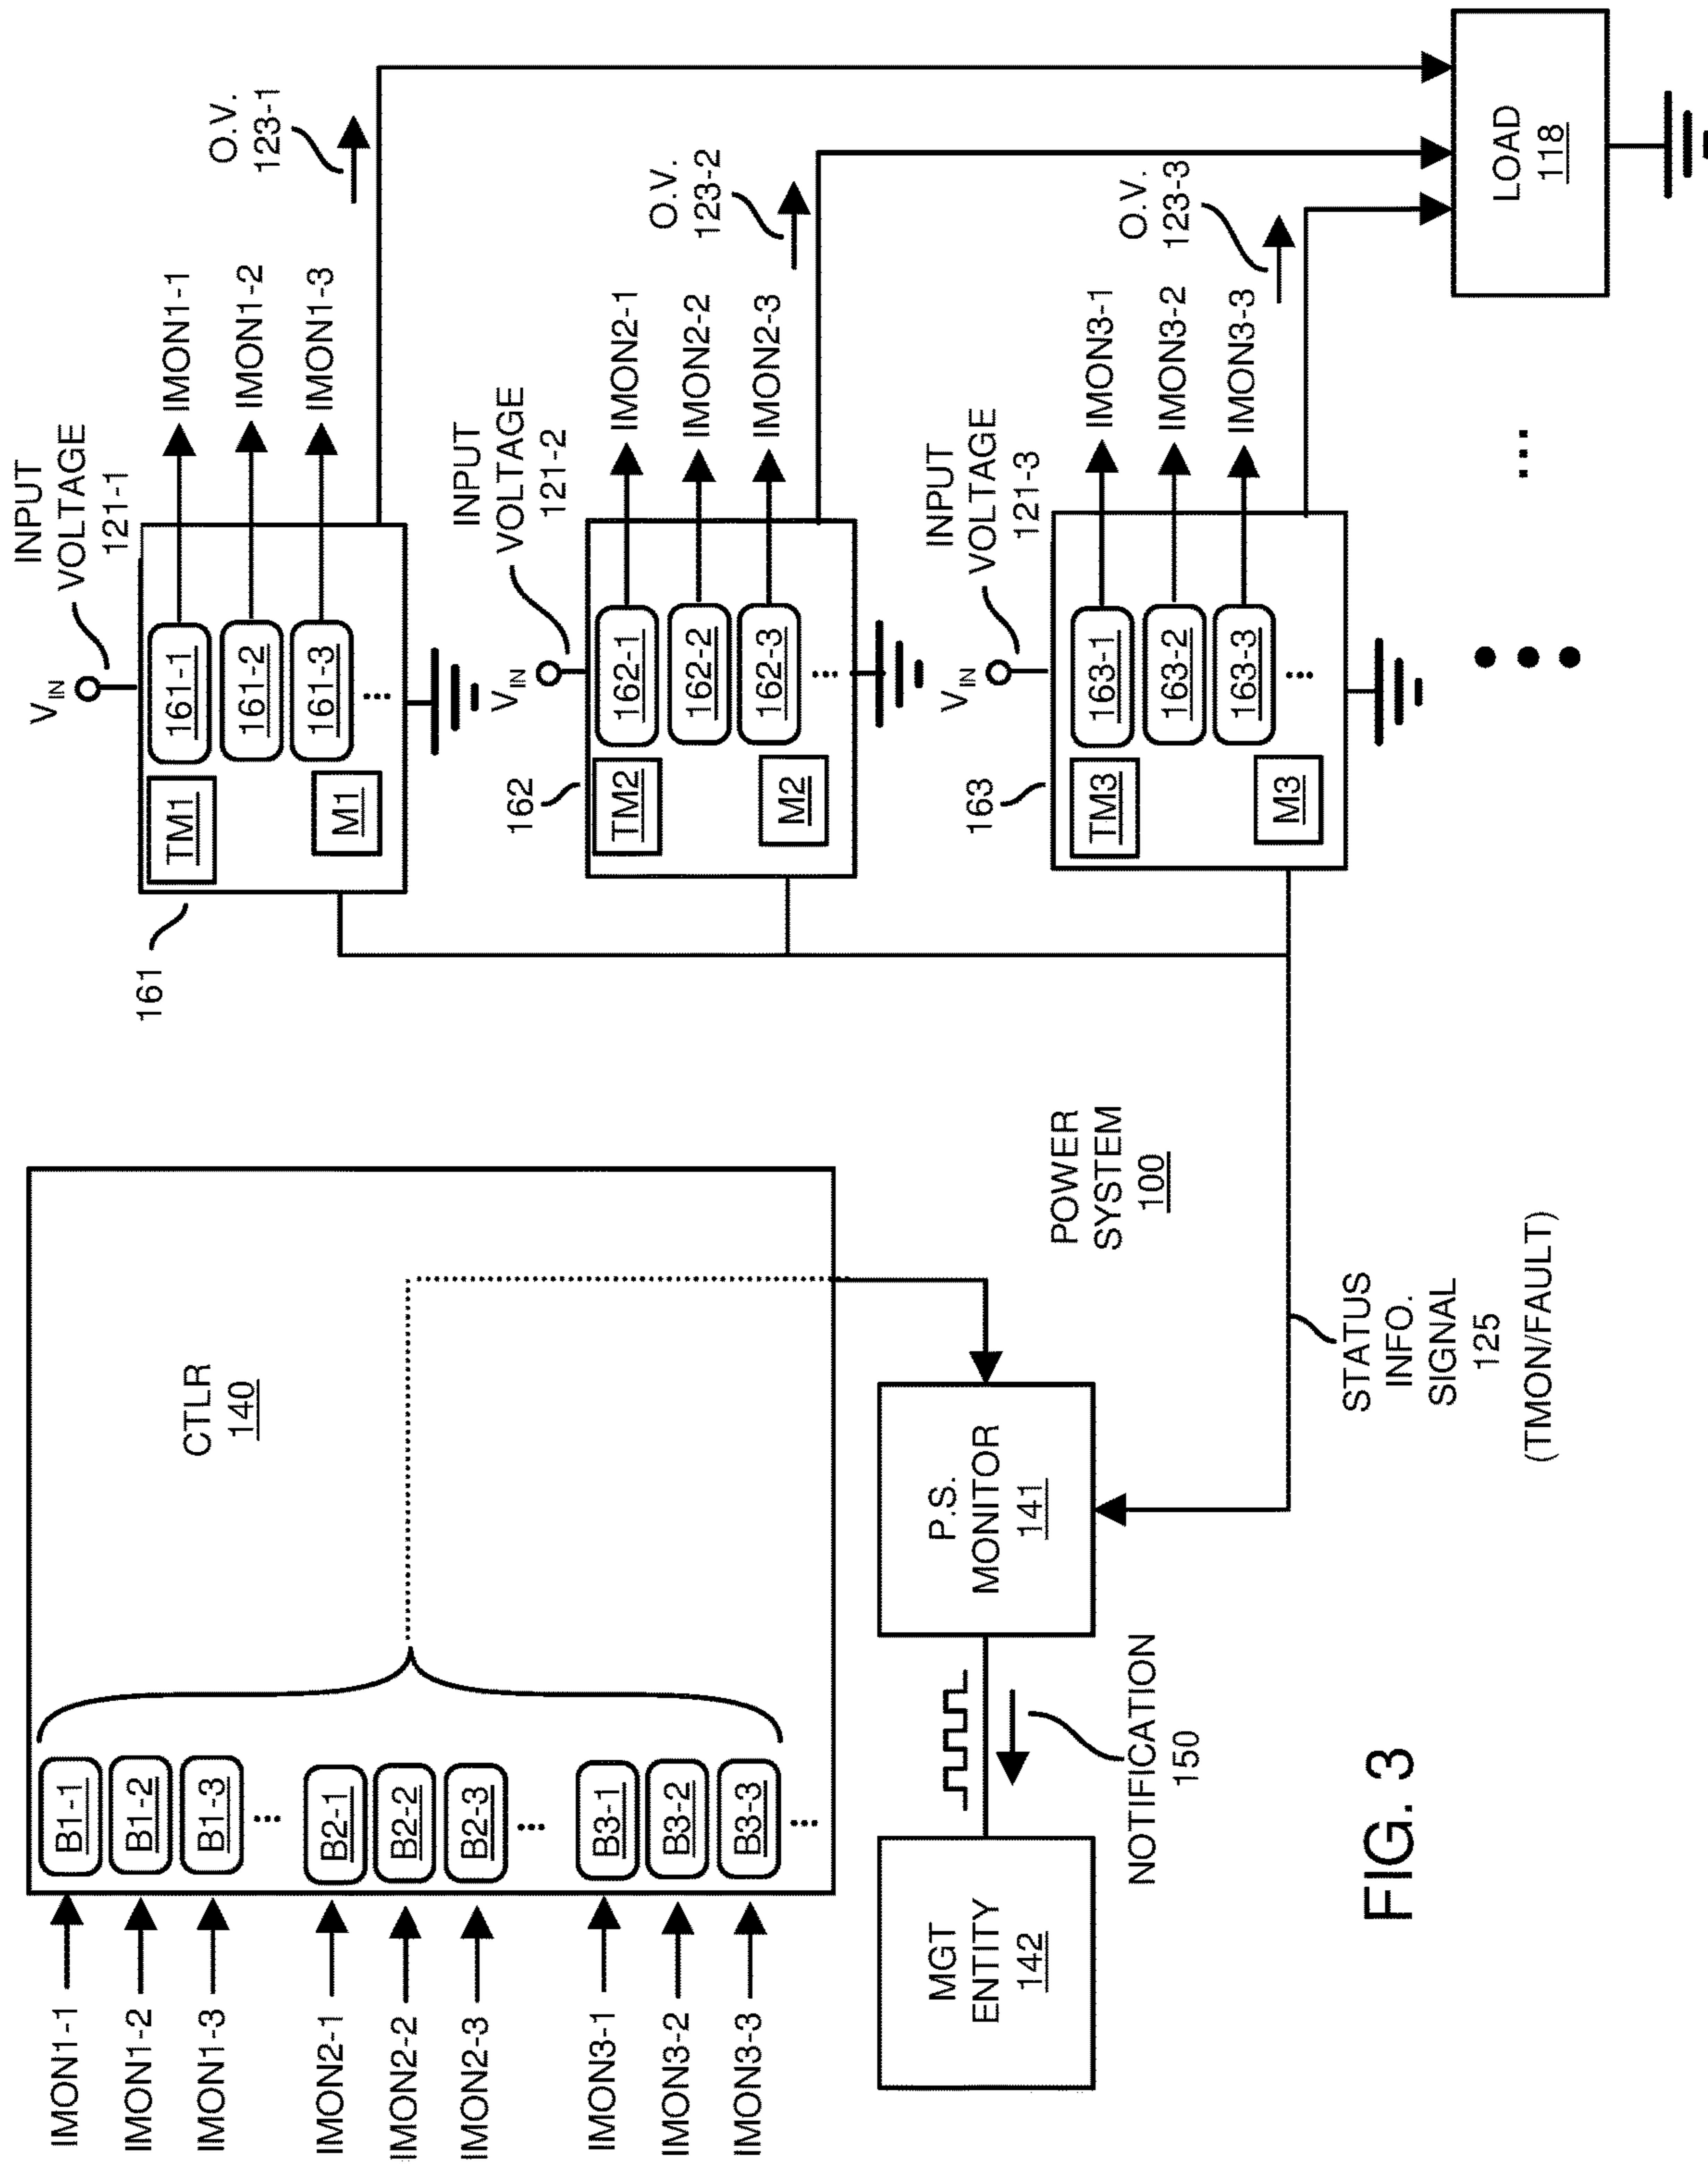 IMON1-1
IMON1-2
IMON1-3
IMON2-1
IMON2-2
IMON2-3
IMON3-1
IMON3-2
IMON3-3
B1-1
B1-2
B1-3
...
B2-1
B2-2
B2-3
...
B3-1
B3-2
B3-3
...
CTLR
140
MGT
ENTITY
142
NOTIFICATION
150
P.S.
MONITOR
141
POWER
SYSTEM
100
STATUS
INFO.
SIGNAL
125
(TMON/FAULT)
161
TM1
M1
VIN
INPUT
VOLTAGE
121-1
161-1
161-2
161-3
...
IMON1-1
IMON1-2
IMON1-3
O.V.
123-1
162
TM2
M2
VIN
INPUT
VOLTAGE
121-2
162-1
162-2
162-3
...
IMON2-1
IMON2-2
IMON2-3
O.V.
123-2
163
TM3
M3
VIN
INPUT
VOLTAGE
121-3
163-1
163-2
163-3
...
IMON3-1
IMON3-2
IMON3-3
O.V.
123-3
...
LOAD
118
FIG. 3